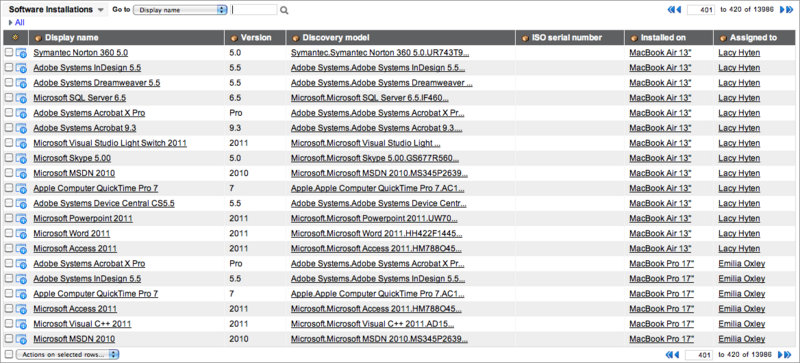 Software Installations Go to Display name 401 to 420 of 13986
All
Display name Version Discovery model ISO serial number Installed on Assigned to
Symantec Norton 360 5.0 5.0 Symantec.Symantec Norton 360 5.0.UR743T9... MacBook Air 13" Lacy Hyten
Adobe Systems InDesign 5.5 5.5 Adobe Systems.Adobe Systems InDesign 5.5... MacBook Air 13" Lacy Hyten
Adobe Systems Dreamweaver 5.5 5.5 Adobe Systems.Adobe Systems Dreamweaver ... MacBook Air 13" Lacy Hyten
Microsoft SQL Server 6.5 6.5 Microsoft.Microsoft SQL Server 6.5.IF460... MacBook Air 13" Lacy Hyten
Adobe Systems Acrobat X Pro Pro Adobe Systems.Adobe Systems Acrobat X Pr... MacBook Air 13" Lacy Hyten
Adobe Systems Acrobat 9.3 9.3 Adobe Systems.Adobe Systems Acrobat 9.3.... MacBook Air 13" Lacy Hyten
Microsoft Visual Studio Light Switch 2011 2011 Microsoft.Microsoft Visual Studio Light ... MacBook Air 13" Lacy Hyten
Microsoft Skype 5.00 5.0 Microsoft.Microsoft Skype 5.00.GS677R560... MacBook Air 13" Lacy Hyten
Microsoft MSDN 2010 2010 Microsoft.Microsoft MSDN 2010.MS345P2639... MacBook Air 13" Lacy Hyten
Apple Computer QuickTime Pro 7 7 Apple.Apple Computer QuickTime Pro 7.AC1... MacBook Air 13" Lacy Hyten
Adobe Systems Device Central CS5.5 5.5 Adobe Systems.Adobe Systems Device Centr... MacBook Air 13" Lacy Hyten
Microsoft Powerpoint 2011 2011 Microsoft.Microsoft Powerpoint 2011.UW70... MacBook Air 13" Lacy Hyten
Microsoft Word 2011 2011 Microsoft.Microsoft Word 2011.HH422F1445... MacBook Air 13" Lacy Hyten
Microsoft Access 2011 2011 Microsoft.Microsoft Access 2011.HM788O45... MacBook Air 13" Lacy Hyten
Adobe Systems Acrobat X Pro Pro Adobe Systems.Adobe Systems Acrobat X Pr... MacBook Pro 17" Emilia Oxley
Adobe Systems InDesign 5.5 5.5 Adobe Systems.Adobe Systems InDesign 5.5... MacBook Pro 17" Emilia Oxley
Apple Computer QuickTime Pro 7 7 Apple.Apple Computer QuickTime Pro 7.AC1... MacBook Pro 17" Emilia Oxley
Microsoft Access 2011 2011 Microsoft.Microsoft Access 2011.HM788O45... MacBook Pro 17" Emilia Oxley
Microsoft Visual C++ 2011 2011 Microsoft.Microsoft Visual C++ 2011.AD15... MacBook Pro 17" Emilia Oxley
Microsoft MSDN 2010 2010 Microsoft.Microsoft MSDN 2010.MS345P2639... MacBook Pro 17" Emilia Oxley
Actions on selected rows... 401 to 420 of 13986